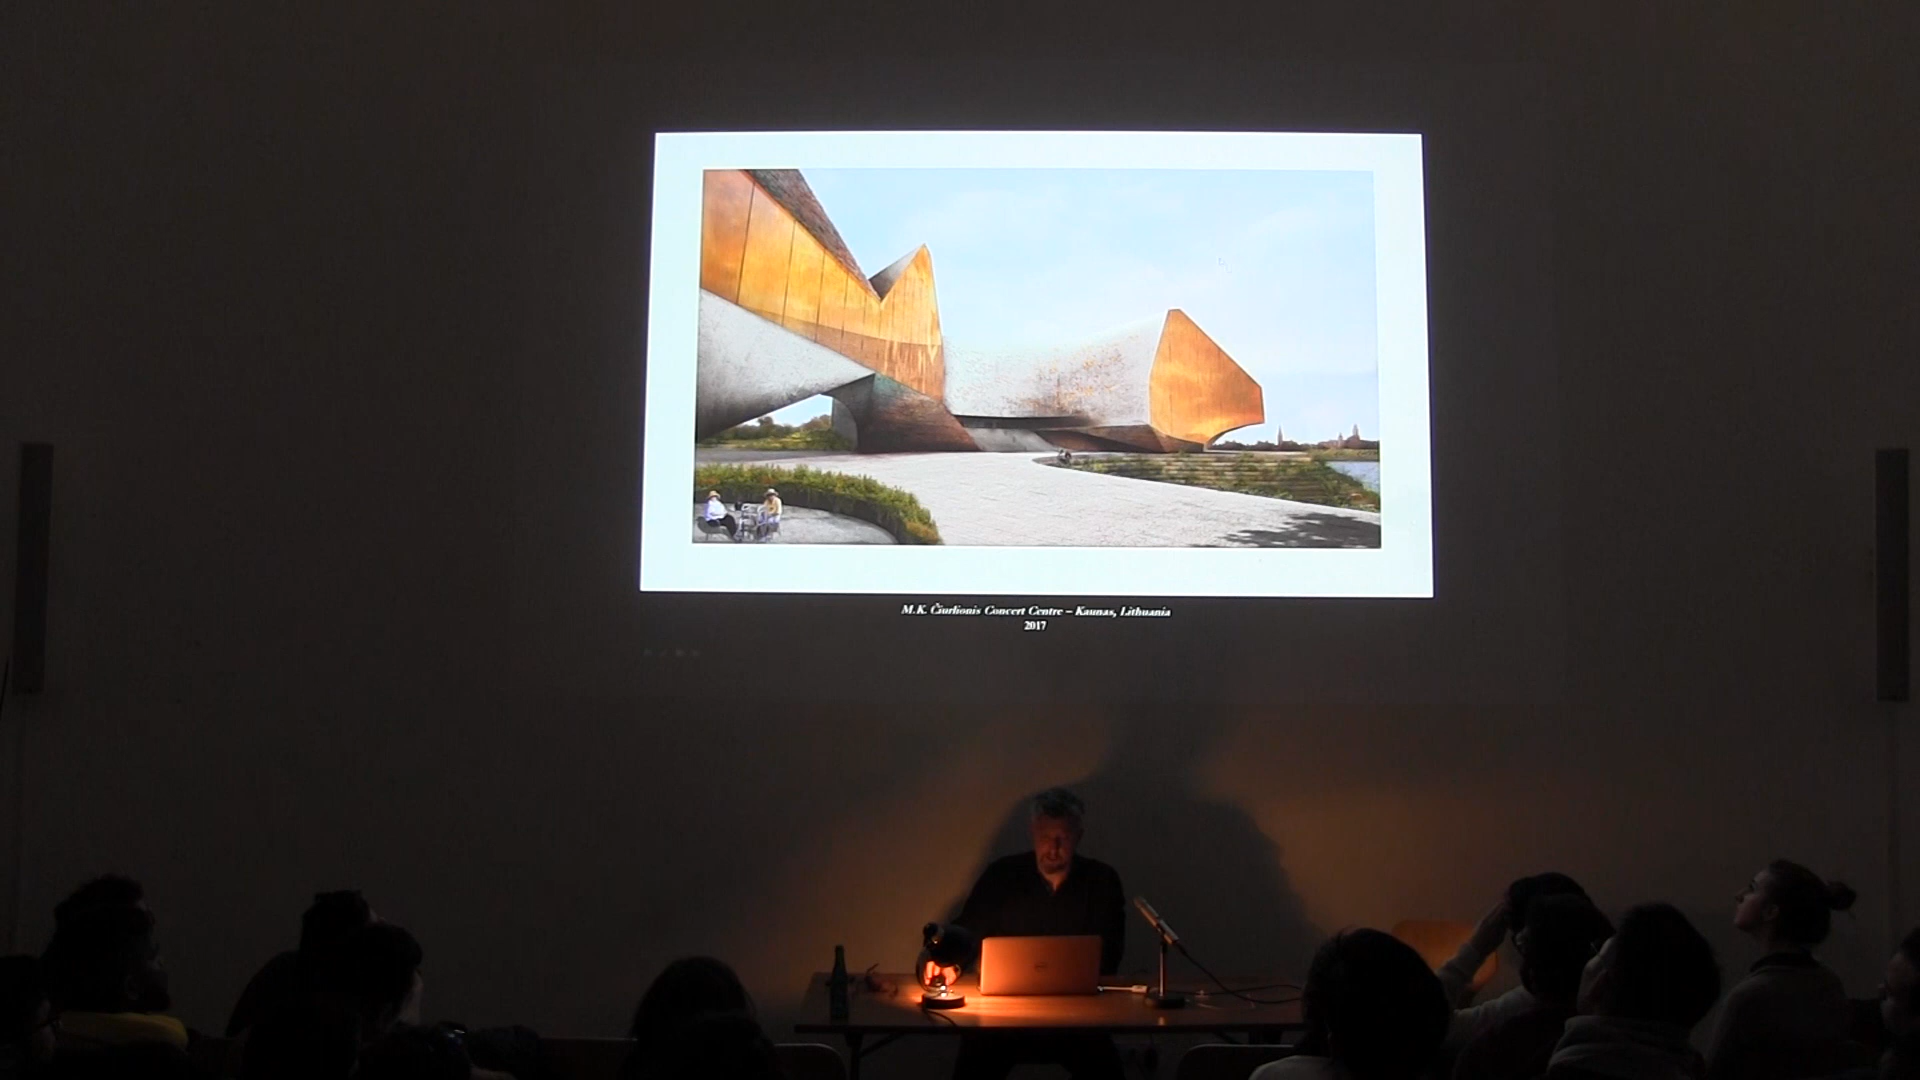 M.K. Čiurlionis Concert Centre – Kaunas, Lithuania
2017